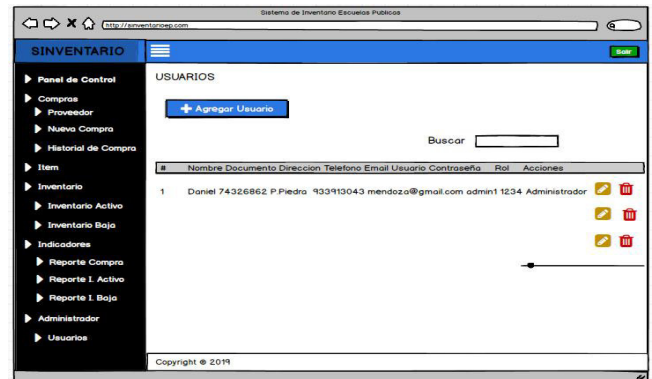 Sistema de Inventario Escuelas Publicas
http://sinventarioep.com
SINVENTARIO
Salir
Panel de Control
Compras
Proveedor
Nueva Compra
Historial de Compra
Item
Inventario
Inventario Activo
Inventario Baja
Indicadores
Reporte Compra
Reporte I. Activo
Reporte I. Baja
Administrador
Usuarios
USUARIOS
Agregar Usuario
Buscar
# Nombre Documento Direccion Telefono Email Usuario Contraseña Rol Acciones
1 Daniel 74326862 P.Piedra 933913043 mendoza@gmail.com admin1 1234 Administrador
Copyright © 2019